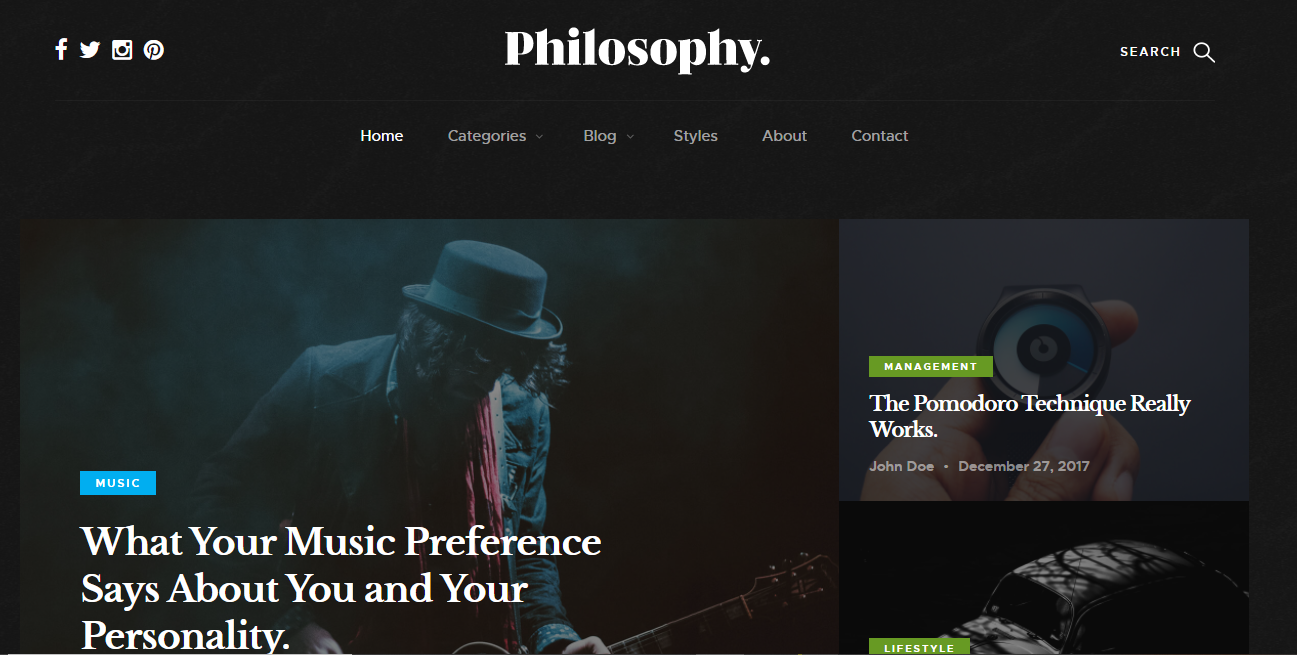 Philosophy.
SEARCH
Home Categories Blog Styles About Contact
MUSIC
What Your Music Preference
Says About You and Your
Personality.
MANAGEMENT
The Pomodoro Technique Really
Works.
John Doe • December 27, 2017
LIFESTYLE